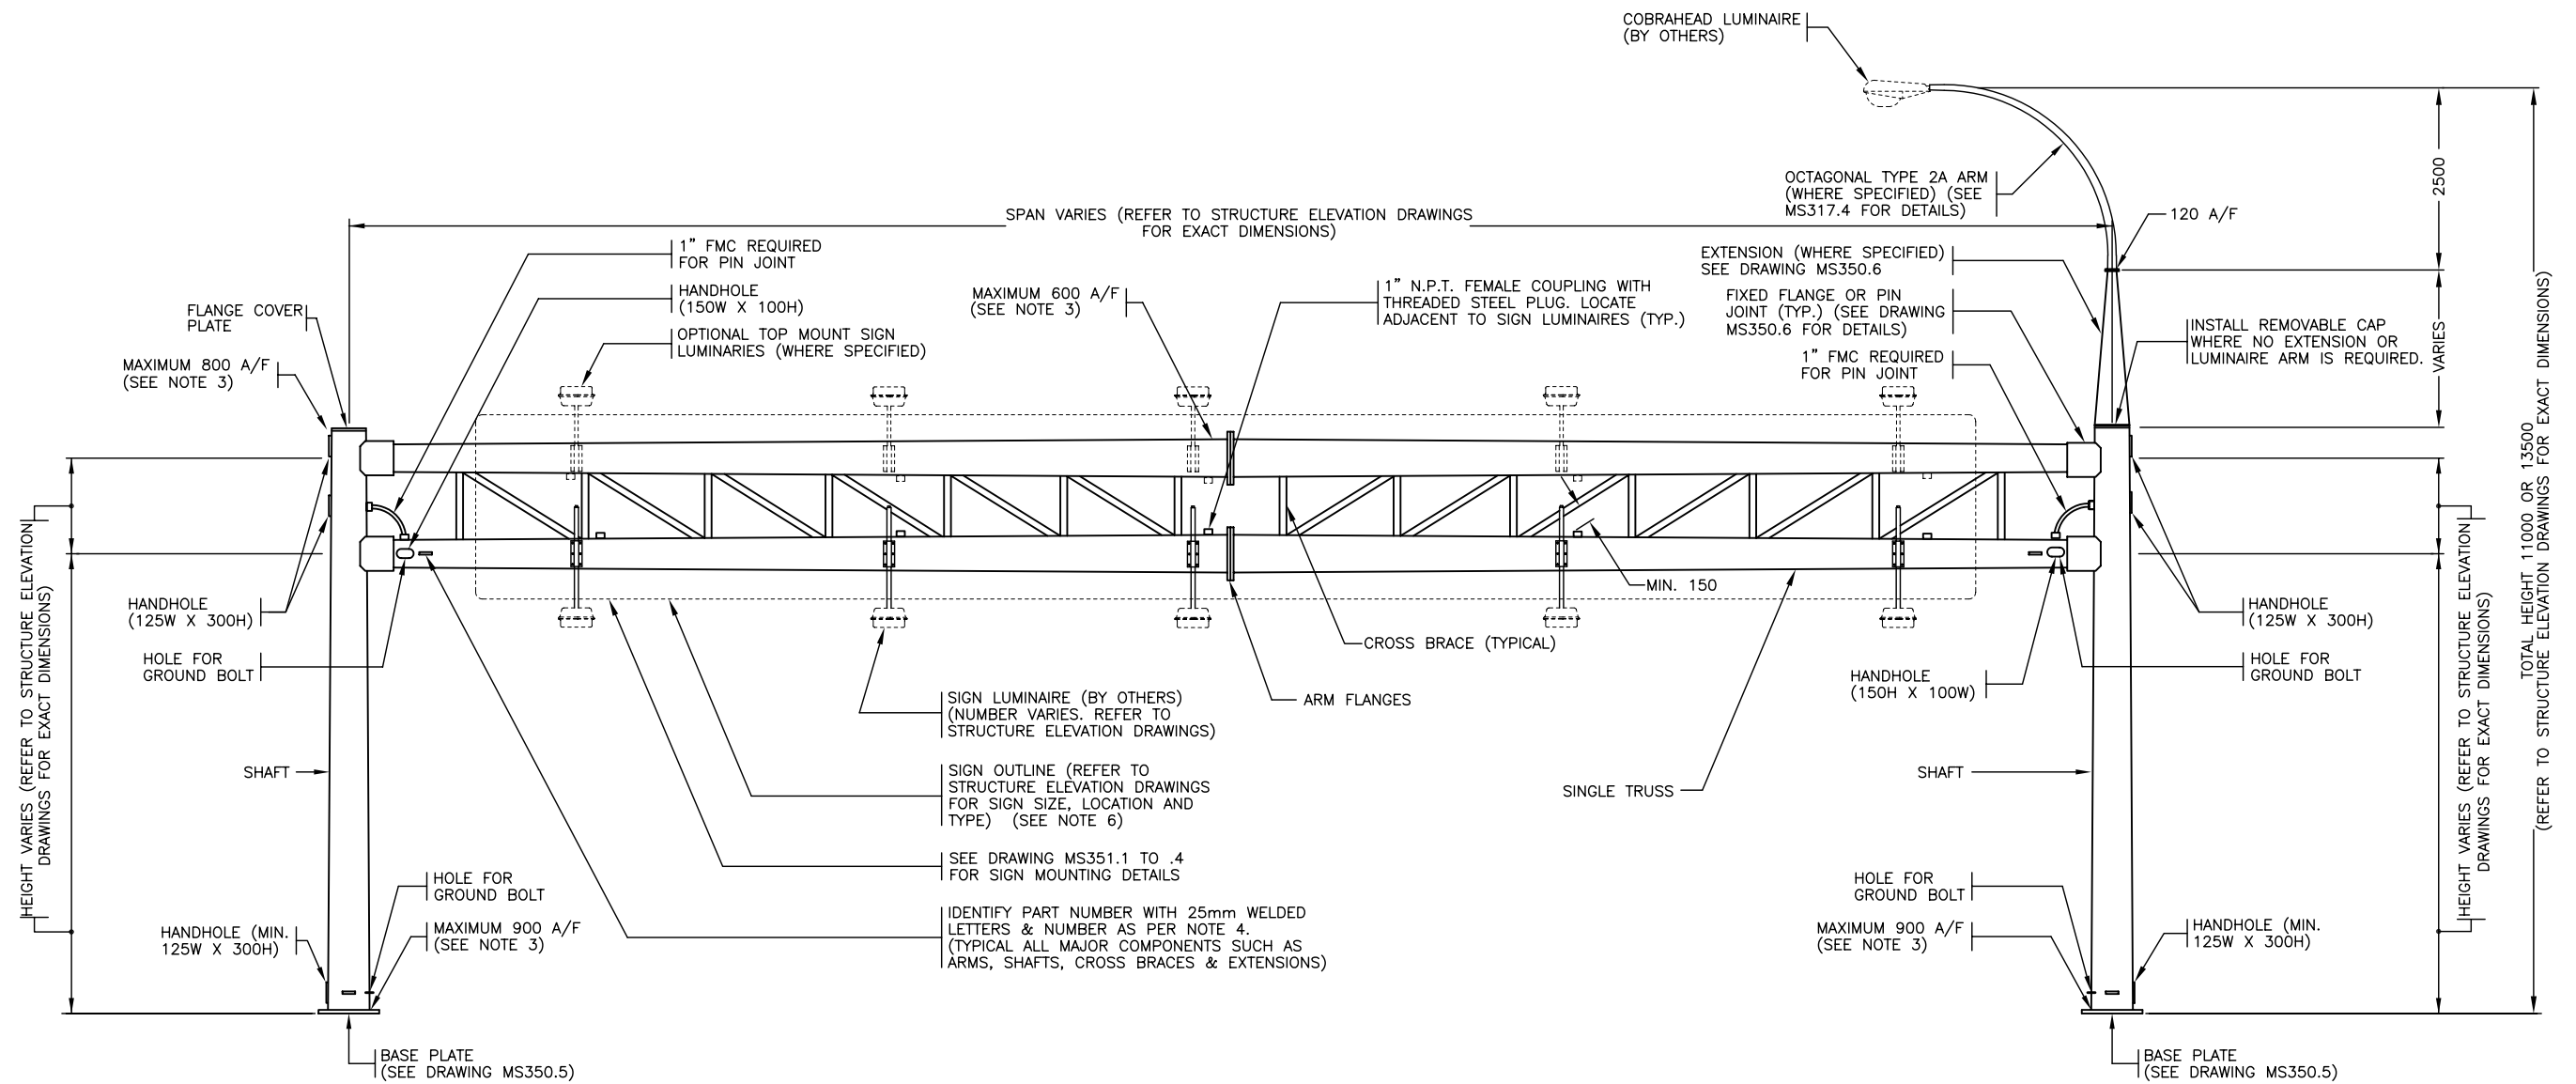 COBRAHEAD LUMINAIRE
(BY OTHERS)
OCTAGONAL TYPE 2A ARM
(WHERE SPECIFIED) (SEE
MS317.4 FOR DETAILS)
2500
120 A/F
SPAN VARIES (REFER TO STRUCTURE ELEVATION DRAWINGS
FOR EXACT DIMENSIONS)
1" FMC REQUIRED
FOR PIN JOINT
HANDHOLE
(150W X 100H)
OPTIONAL TOP MOUNT SIGN
LUMINARIES (WHERE SPECIFIED)
FLANGE COVER
PLATE
MAXIMUM 800 A/F
(SEE NOTE 3)
MAXIMUM 600 A/F
(SEE NOTE 3)
1" N.P.T. FEMALE COUPLING WITH
THREADED STEEL PLUG. LOCATE
ADJACENT TO SIGN LUMINAIRES (TYP.)
EXTENSION (WHERE SPECIFIED)
SEE DRAWING MS350.6
FIXED FLANGE OR PIN
JOINT (TYP.) (SEE DRAWING
MS350.6 FOR DETAILS)
1" FMC REQUIRED
FOR PIN JOINT
INSTALL REMOVABLE CAP
WHERE NO EXTENSION OR
LUMINAIRE ARM IS REQUIRED.
VARIES
TOTAL HEIGHT 11000 OR 13500
(REFER TO STRUCTURE ELEVATION DRAWINGS FOR EXACT DIMENSIONS)
HEIGHT VARIES (REFER TO STRUCTURE ELEVATION
DRAWINGS FOR EXACT DIMENSIONS)
HANDHOLE
(125W X 300H)
HOLE FOR
GROUND BOLT
MIN. 150
CROSS BRACE (TYPICAL)
ARM FLANGES
SIGN LUMINAIRE (BY OTHERS)
(NUMBER VARIES. REFER TO
STRUCTURE ELEVATION DRAWINGS)
SIGN OUTLINE (REFER TO
STRUCTURE ELEVATION DRAWINGS
FOR SIGN SIZE, LOCATION AND
TYPE) (SEE NOTE 6)
SEE DRAWING MS351.1 TO .4
FOR SIGN MOUNTING DETAILS
IDENTIFY PART NUMBER WITH 25mm WELDED
LETTERS & NUMBER AS PER NOTE 4.
(TYPICAL ALL MAJOR COMPONENTS SUCH AS
ARMS, SHAFTS, CROSS BRACES & EXTENSIONS)
SINGLE TRUSS
HANDHOLE
(150H X 100W)
HANDHOLE
(125W X 300H)
HOLE FOR
GROUND BOLT
HEIGHT VARIES (REFER TO STRUCTURE ELEVATION
DRAWINGS FOR EXACT DIMENSIONS)
SHAFT
SHAFT
HOLE FOR
GROUND BOLT
MAXIMUM 900 A/F
(SEE NOTE 3)
HANDHOLE (MIN.
125W X 300H)
HOLE FOR
GROUND BOLT
MAXIMUM 900 A/F
(SEE NOTE 3)
HANDHOLE (MIN.
125W X 300H)
BASE PLATE
(SEE DRAWING MS350.5)
BASE PLATE
(SEE DRAWING MS350.5)